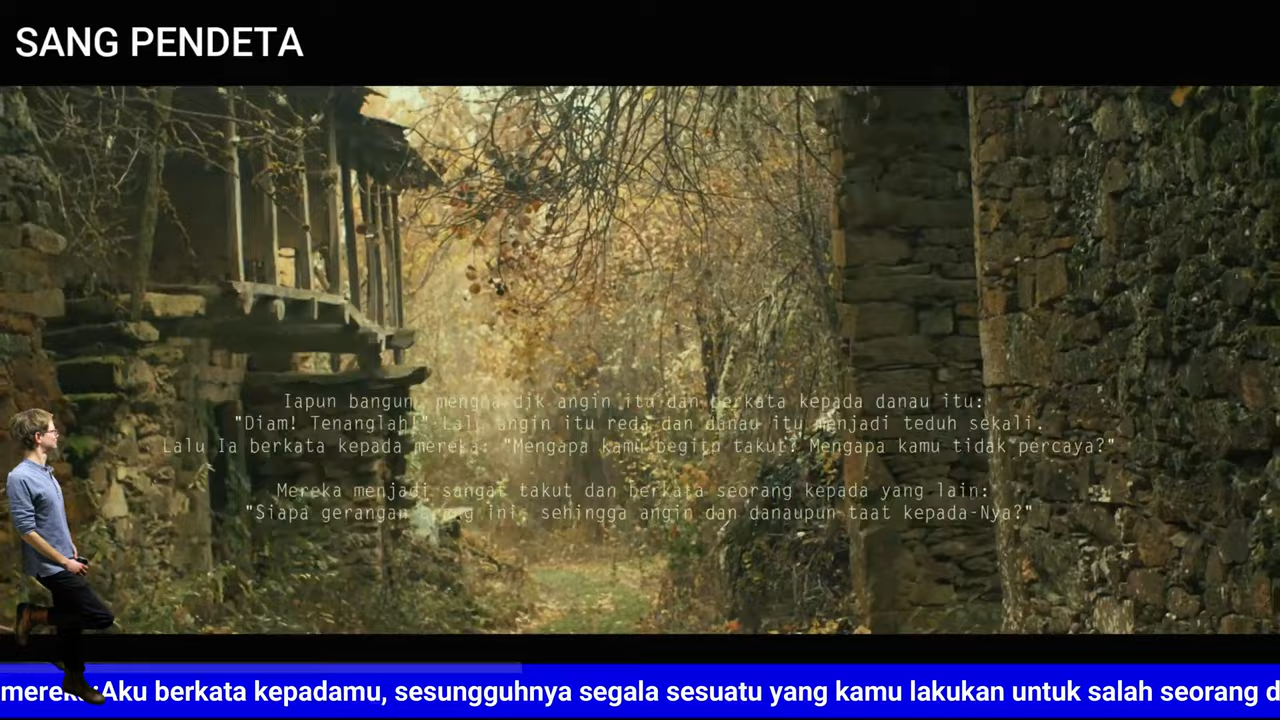 SANG PENDETA
Iapun bangun, menghardik angin itu dan berkata kepada danau itu:
"Diam! Tenanglah!" Lalu angin itu reda dan danau itu menjadi teduh sekali.
Lalu Ia berkata kepada mereka: "Mengapa kamu begitu takut? Mengapa kamu tidak percaya?"
Mereka menjadi sangat takut dan berkata seorang kepada yang lain:
"Siapa gerangan orang ini, sehingga angin dan danaupun taat kepada-Nya?"
Aku berkata kepadamu, sesungguhnya segala sesuatu yang kamu lakukan untuk salah seorang